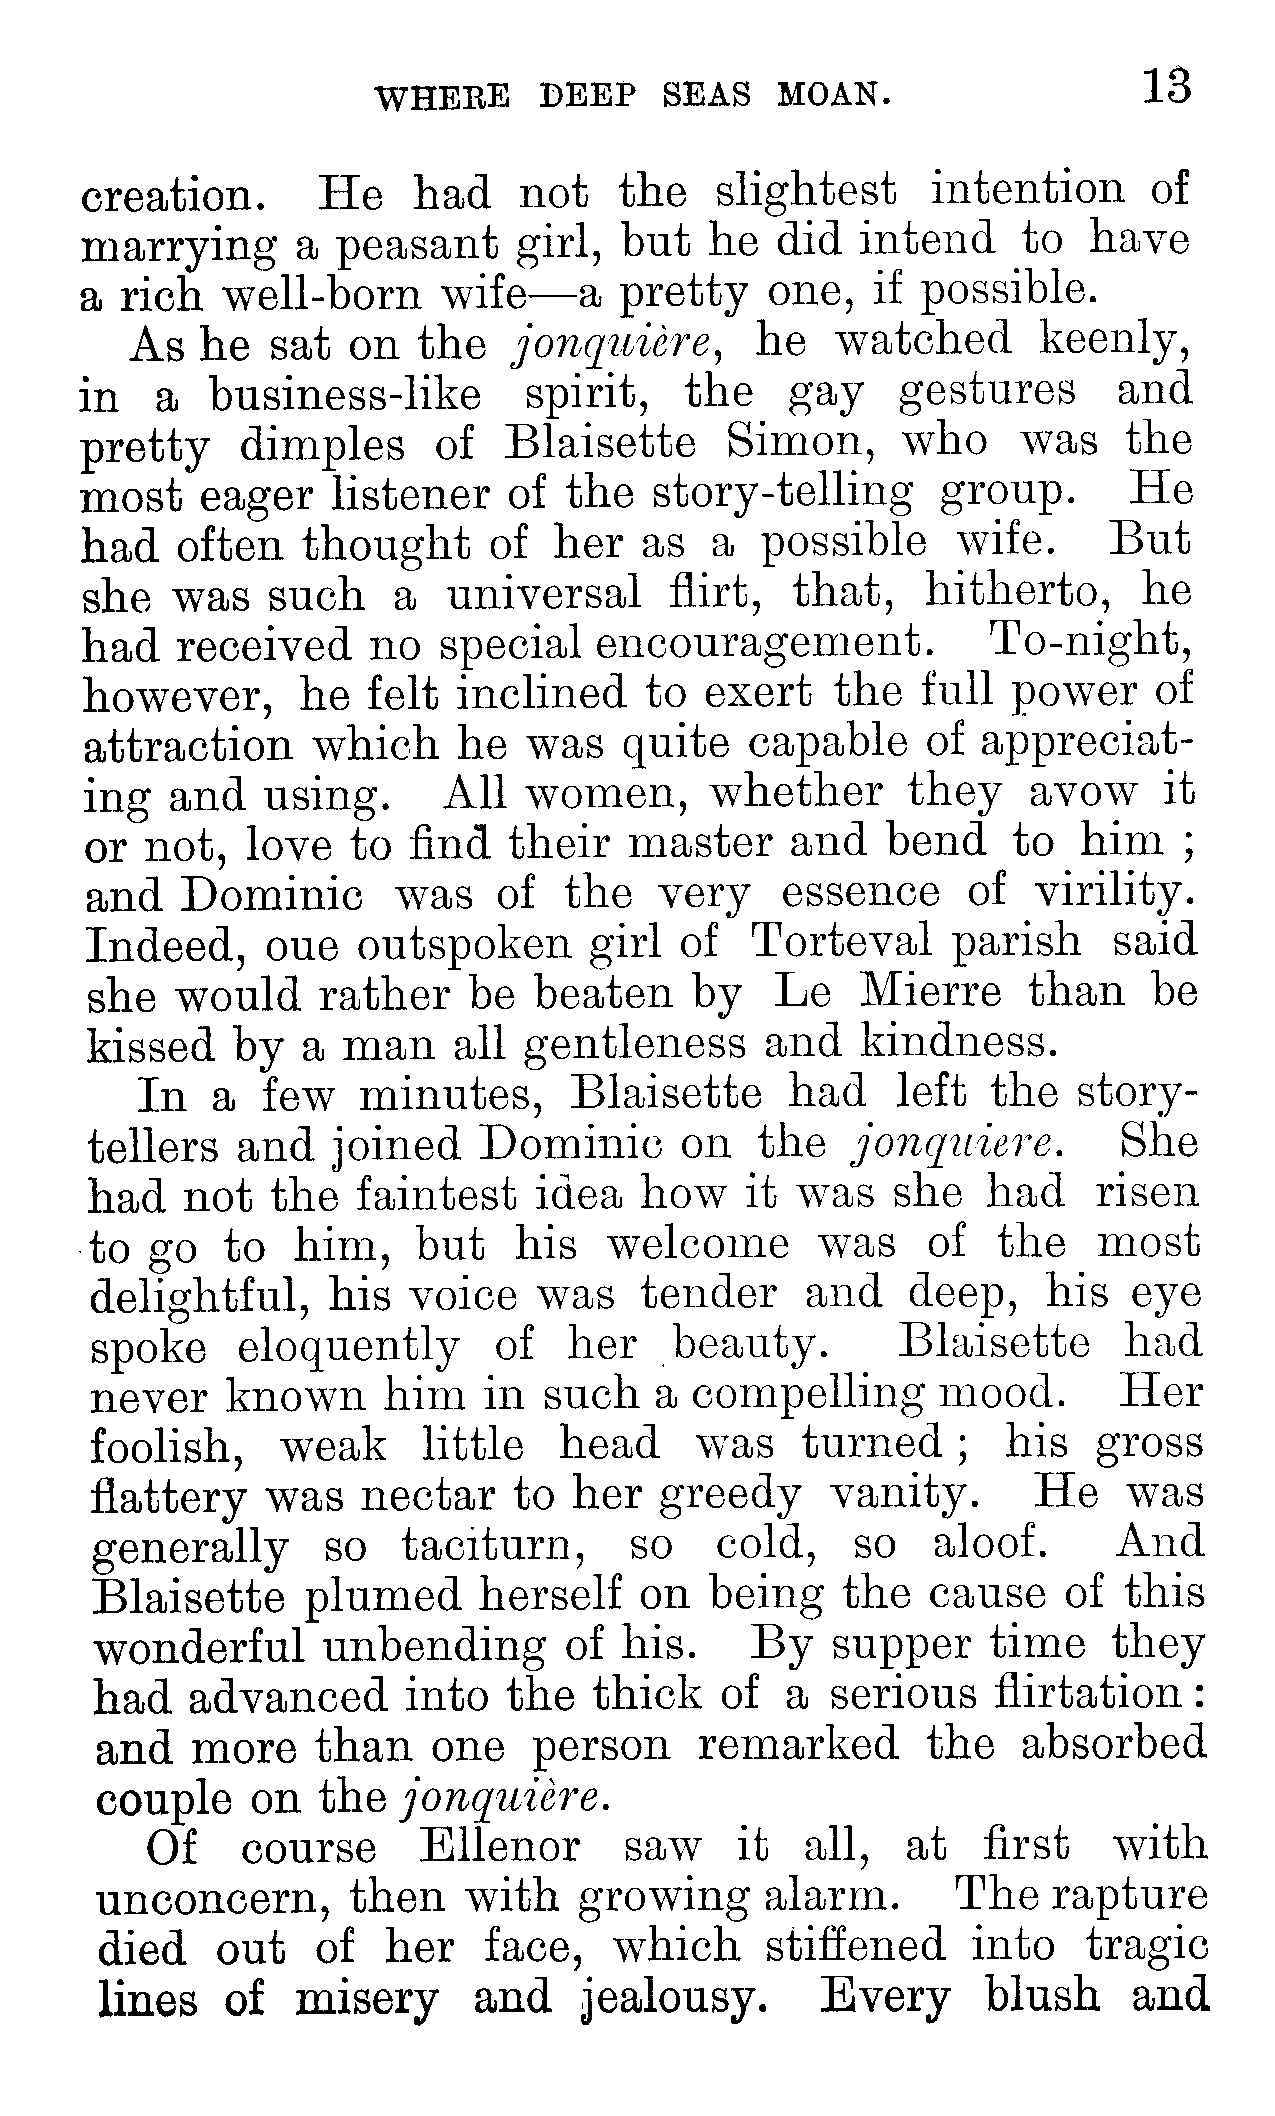 WHERE DEEP SEAS MOAN. 13
creation. He had not the slightest intention of
marrying a peasant girl, but he did intend to have
a rich well-born wife—a pretty one, if possible.
As he sat on the jonquière, he watched keenly,
in a business-like spirit, the gay gestures and
pretty dimples of Blaisette Simon, who was the
most eager listener of the story-telling group. He
had often thought of her as a possible wife. But
she was such a universal flirt, that, hitherto, he
had received no special encouragement. To-night,
however, he felt inclined to exert the full power of
attraction which he was quite capable of appreciat-
ing and using. All women, whether they avow it
or not, love to find their master and bend to him ;
and Dominic was of the very essence of virility.
Indeed, oue outspoken girl of Torteval parish said
she would rather be beaten by Le Mierre than be
kissed by a man all gentleness and kindness.
In a few minutes, Blaisette had left the story-
tellers and joined Dominic on the jonquiere. She
had not the faintest idea how it was she had risen
to go to him, but his welcome was of the most
delightful, his voice was tender and deep, his eye
spoke eloquently of her beauty. Blaisette had
never known him in such a compelling mood. Her
foolish, weak little head was turned ; his gross
flattery was nectar to her greedy vanity. He was
generally so taciturn, so cold, so aloof. And
Blaisette plumed herself on being the cause of this
wonderful unbending of his. By supper time they
had advanced into the thick of a serious flirtation :
and more than one person remarked the absorbed
couple on the jonquière.
Of course Ellenor saw it all, at first with
unconcern, then with growing alarm. The rapture
died out of her face, which stiffened into tragic
lines of misery and jealousy. Every blush and